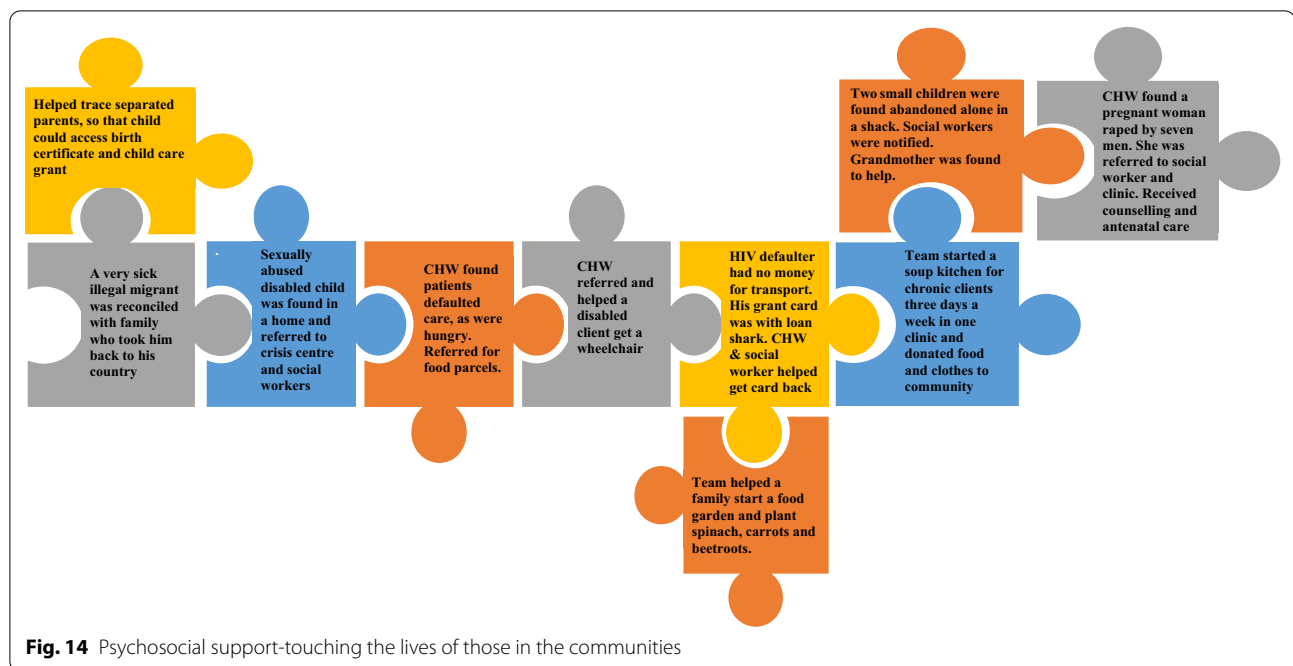 Helped trace separated
parents, so that child
could access birth
certificate and child care
grant
Two small children were
found abandoned alone in
a shack. Social workers
were notified.
Grandmother was found
to help.
CHW found a
pregnant woman
raped by seven
men. She was
referred to social
worker and
clinic. Received
counselling and
antenatal care
A very sick
illegal migrant
was reconciled
with family
who took him
back to his
country
.
Sexually
abused
disabled child
was found in
a home and
referred to
crisis centre
and social
workers
CHW found
patients
defaulted
care, as were
hungry.
Referred for
food parcels.
CHW
referred and
helped a
disabled
client get a
wheelchair
HIV defaulter
had no money
for transport.
His grant card
was with loan
shark. CHW
& social
worker helped
get card back
Team started a
soup kitchen for
chronic clients
three days a
week in one
clinic and
donated food
and clothes to
community
Team helped a
family start a food
garden and plant
spinach, carrots and
beetroots.
Fig. 14 Psychosocial support-touching the lives of those in the communities